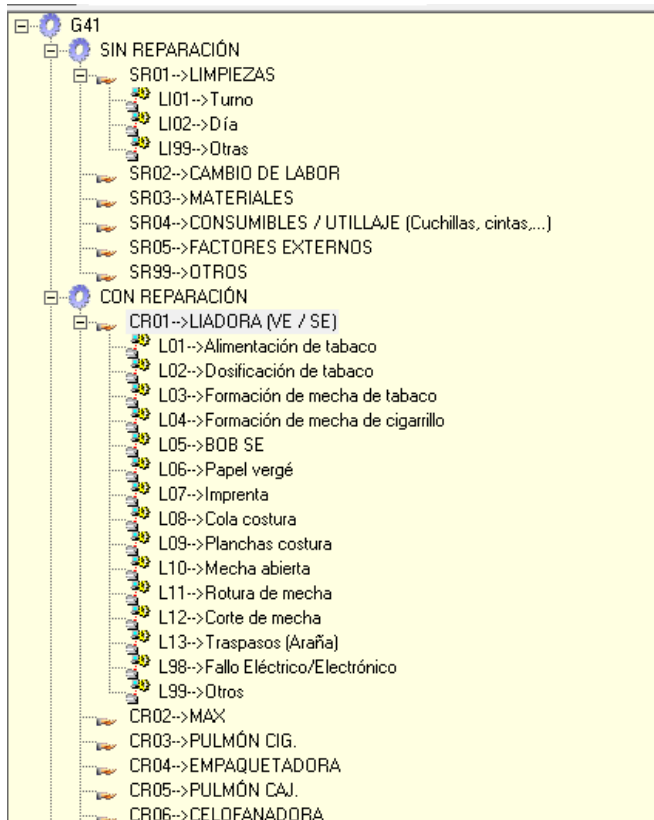 G41
SIN REPARACIÓN
SR01-->LIMPIEZAS
LI01-->Turno
LI02-->Día
LI99-->Otras
SR02-->CAMBIO DE LABOR
SR03-->MATERIALES
SR04-->CONSUMIBLES / UTILLAJE (Cuchillas, cintas,...)
SR05-->FACTORES EXTERNOS
SR99-->OTROS
CON REPARACIÓN
CR01-->LIADORA (VE / SE)
L01-->Alimentación de tabaco
L02-->Dosificación de tabaco
L03-->Formación de mecha de tabaco
L04-->Formación de mecha de cigarrillo
L05-->BOB SE
L06-->Papel vergé
L07-->Imprenta
L08-->Cola costura
L09-->Planchas costura
L10-->Mecha abierta
L11-->Rotura de mecha
L12-->Corte de mecha
L13-->Traspasos (Araña)
L98-->Fallo Eléctrico/Electrónico
L99-->Otros
CR02-->MAX
CR03-->PULMÓN CIG.
CR04-->EMPAQUETADORA
CR05-->PULMÓN CAJ.
CR06-->CELOFANADORA